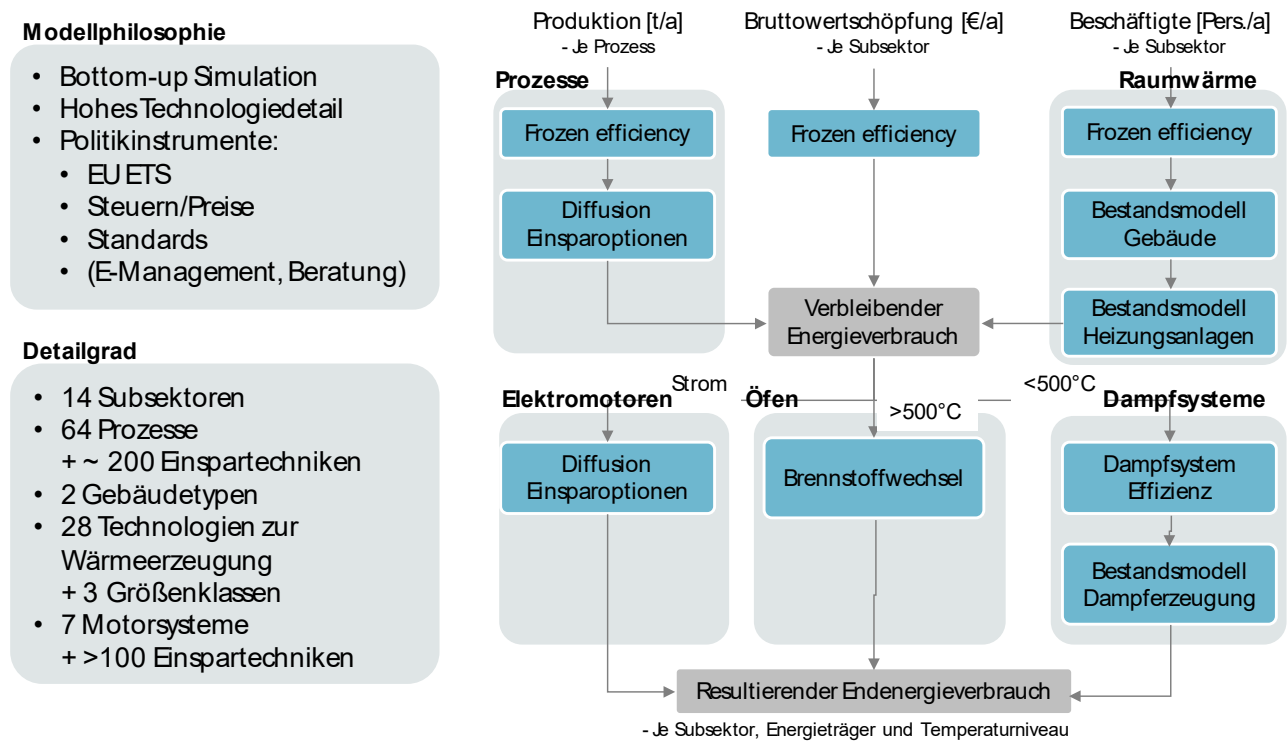 Modellphilosophie
• Bottom-up Simulation
• Hohes Technologiedetail
• Politikinstrumente:
• EU ETS
• Steuern/Preise
• Standards
• (E-Management, Beratung)
Detailgrad
• 14 Subsektoren
• 64 Prozesse
+ ~ 200 Einspartechniken
• 2 Gebäudetypen
• 28 Technologien zur
Wärmeerzeugung
+ 3 Größenklassen
• 7 Motorsysteme
+ >100 Einspartechniken
Produktion [t/a]
- Je Prozess
Bruttowertschöpfung [€/a]
- Je Subsektor
Beschäftigte [Pers./a]
- Je Subsektor
Prozesse
Raumwärme
Frozen efficiency
Frozen efficiency
Frozen efficiency
Diffusion
Einsparoptionen
Bestandsmodell
Gebäude
Verbleibender
Energieverbrauch
Bestandsmodell
Heizungsanlagen
Elektromotoren
Strom
Öfen
>500°C
<500°C
Dampfsysteme
Diffusion
Einsparoptionen
Brennstoffwechsel
Dampfsystem
Effizienz
Bestandsmodell
Dampferzeugung
Resultierender Endenergieverbrauch
- Je Subsektor, Energieträger und Temperaturniveau